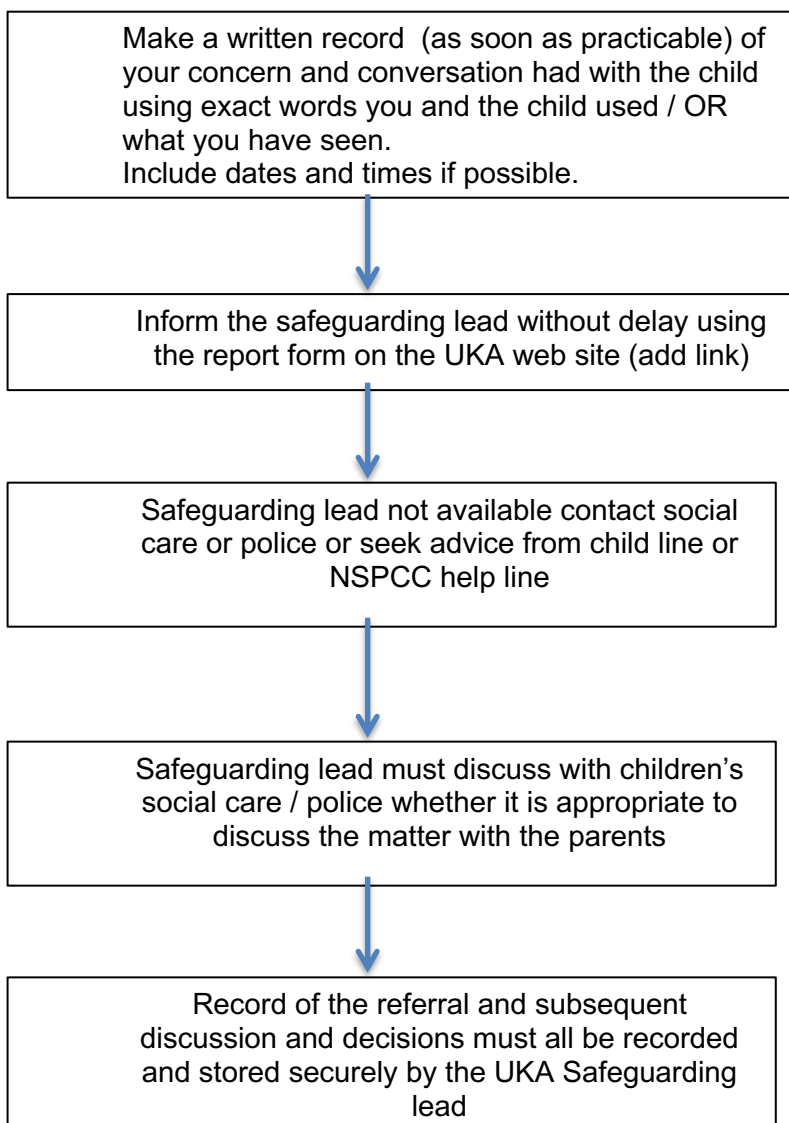 Make a written record  (as soon as practicable) of
your concern and conversation had with the child
using exact words you and the child used / OR
what you have seen.
Include dates and times if possible.
Inform the safeguarding lead without delay using
the report form on the UKA web site (add link)
Safeguarding lead not available contact social
care or police or seek advice from child line or
NSPCC help line
Safeguarding lead must discuss with children’s
social care / police whether it is appropriate to
discuss the matter with the parents
Record of the referral and subsequent
discussion and decisions must all be recorded
and stored securely by the UKA Safeguarding
lead